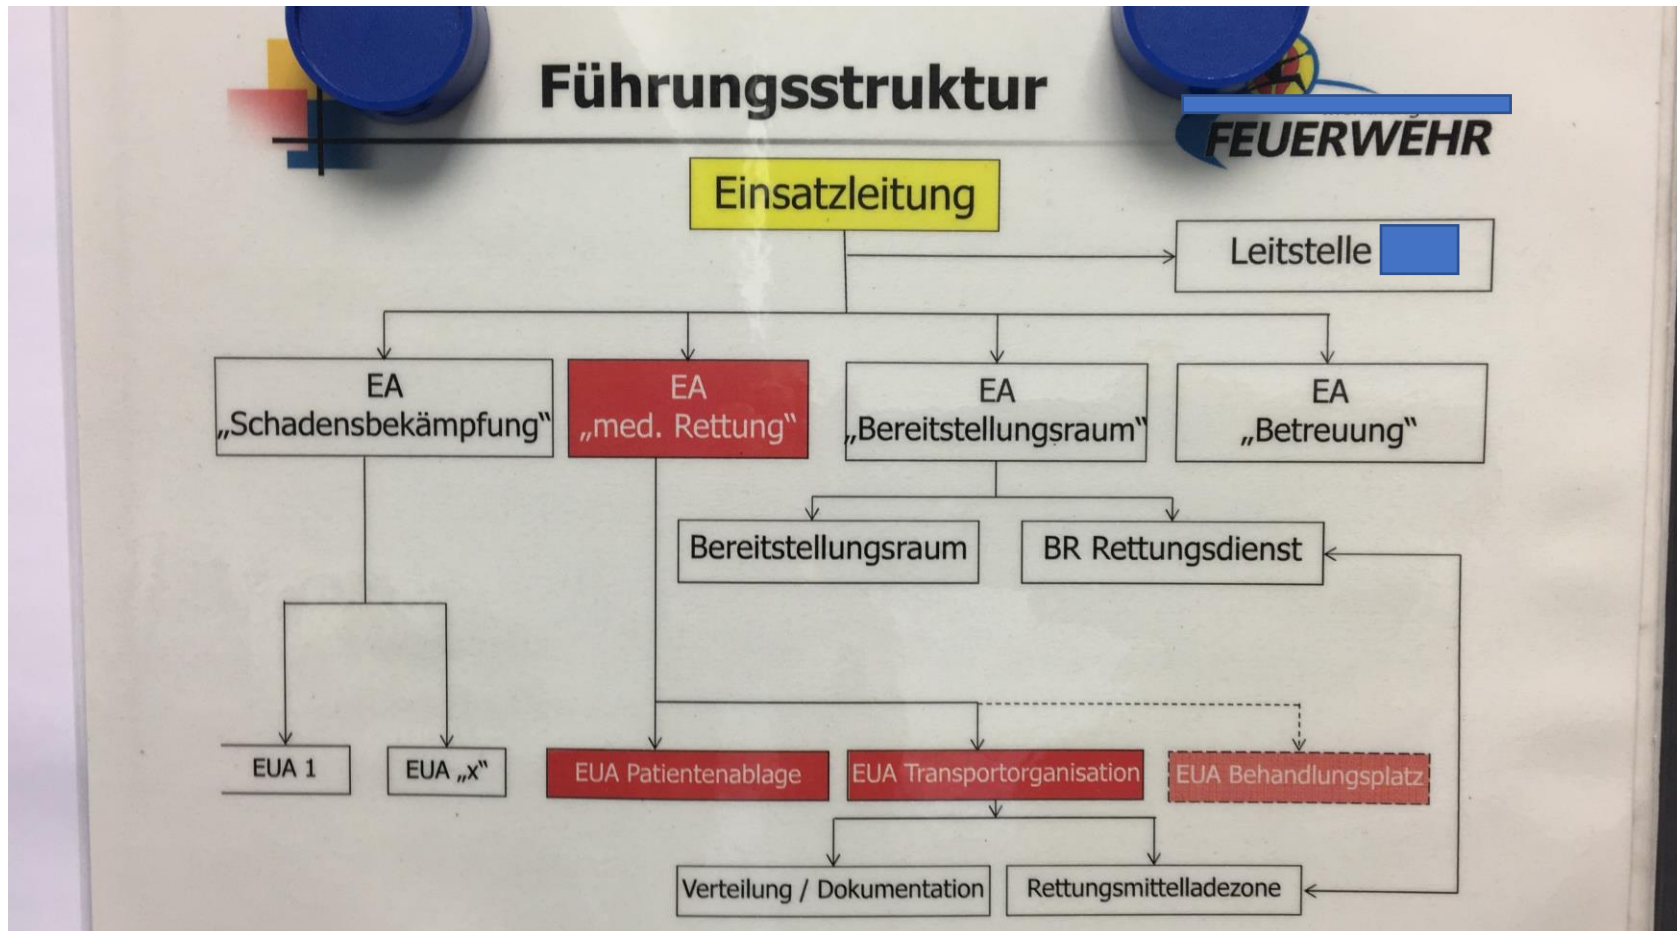 Führungsstruktur
FEUERWEHR
Einsatzleitung
Leitstelle
EA
„Schadensbekämpfung“
EA
„med. Rettung“
EA
„Bereitstellungsraum“
EA
„Betreuung“
Bereitstellungsraum
BR Rettungsdienst
EUA 1
EUA „x“
EUA Patientenablage
EUA Transportorganisation
EUA Behandlungsplatz
Verteilung / Dokumentation
Rettungsmittelladezone